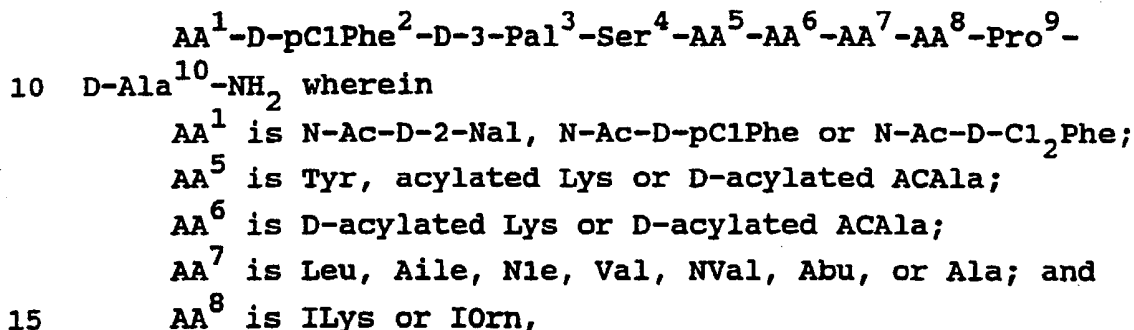 AA¹-D-pClPhe²-D-3-Pal³-Ser⁴-AA⁵-AA⁶-AA⁷-AA⁸-Pro⁹-
10 D-Ala¹⁰-NH₂ wherein
AA¹ is N-Ac-D-2-Nal, N-Ac-D-pClPhe or N-Ac-D-Cl₂Phe;
AA⁵ is Tyr, acylated Lys or D-acylated ACAla;
AA⁶ is D-acylated Lys or D-acylated ACAla;
AA⁷ is Leu, Aile, Nle, Val, NVal, Abu, or Ala; and
15 AA⁸ is ILys or IOrn,